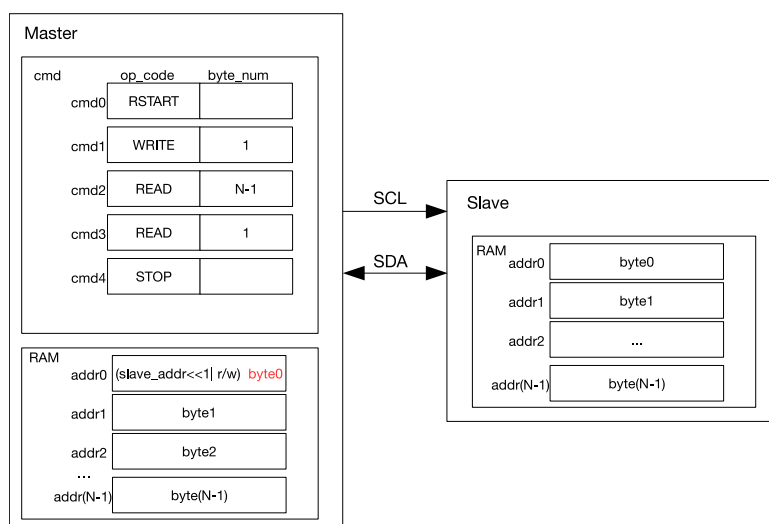 Master
cmd op_code byte_num
cmd0 RSTART
cmd1 WRITE 1
cmd2 READ N-1
cmd3 READ 1
cmd4 STOP
RAM
addr0 (slave_addr<<1| r/w) byte0
addr1 byte1
addr2 byte2
...
addr(N-1) byte(N-1)
SCL
SDA
Slave
RAM
addr0 byte0
addr1 byte1
addr2 ...
addr(N-1) byte(N-1)